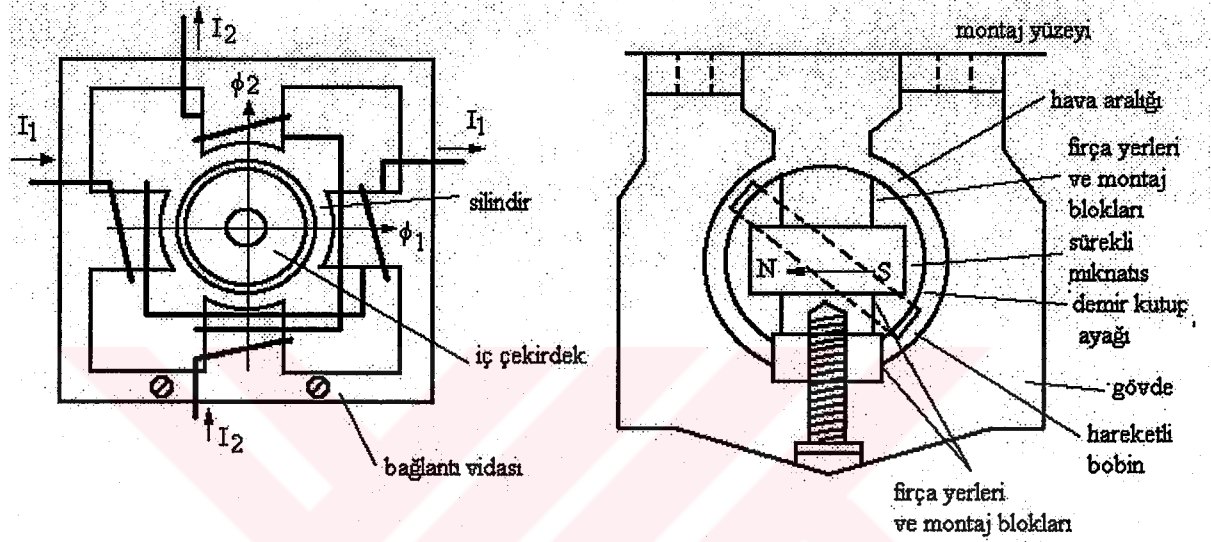 I2
ϕ2
I1
I1
silindir
ϕ1
iç çekirdek
I2
bağlantı vidası
montaj yüzeyi
hava aralığı
fırça yerleri
ve montaj
blokları
sürekli
mıknatıs
N
S
demir kutup
ayağı
gövde
hareketli
bobin
fırça yerleri
ve montaj blokları